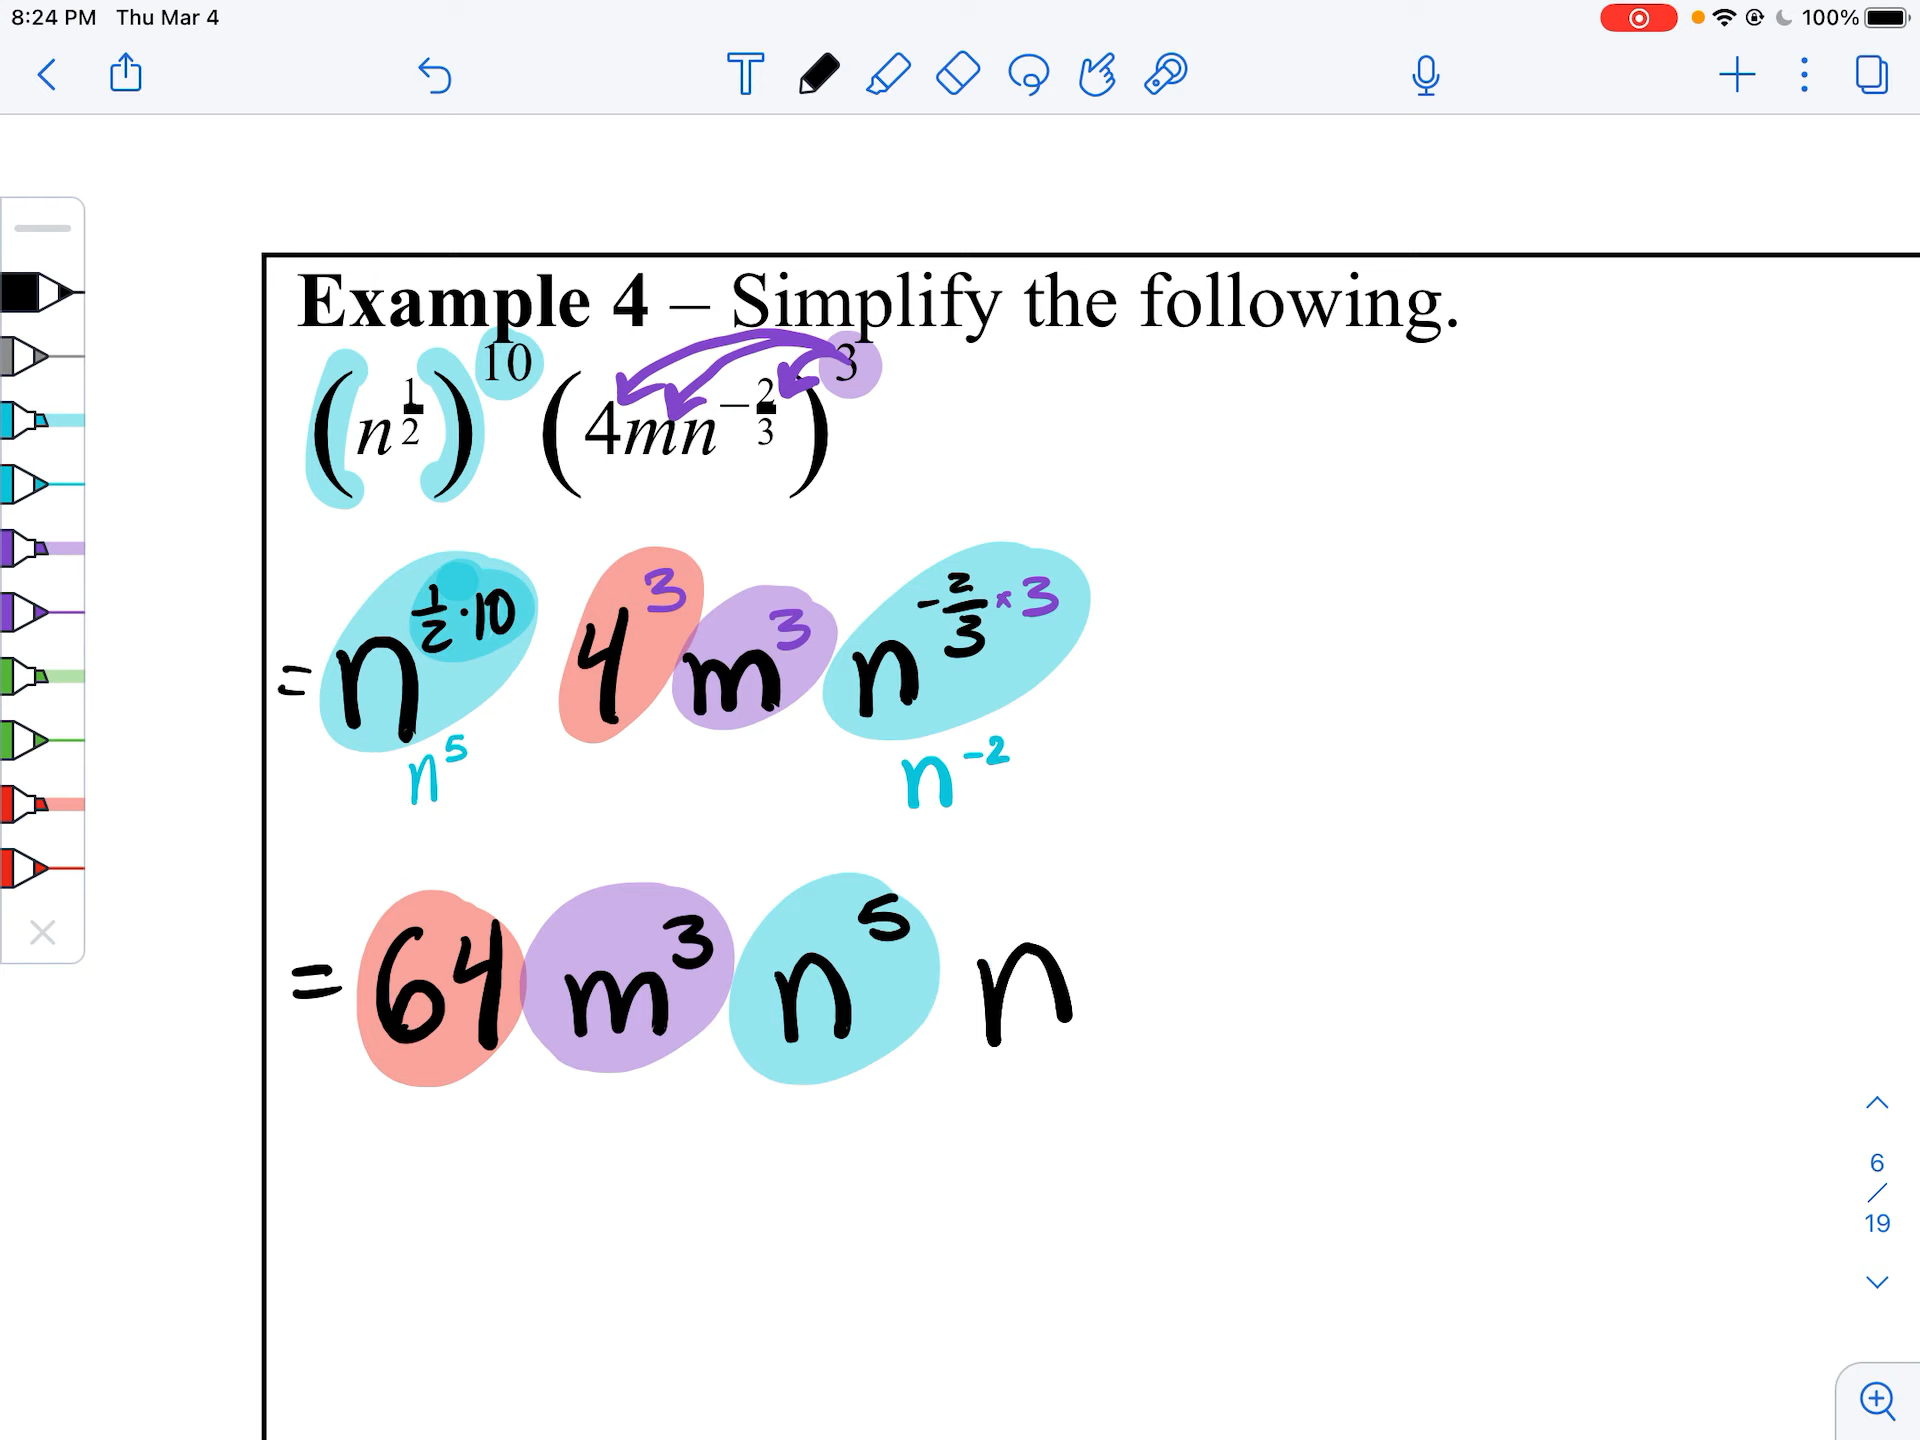 8:24 PM Thu Mar 4 100%
T
Example 4 – Simplify the following.
(n^{1/2})^{10} (4mn^{-2/3})^3
= n^{1/2 · 10} 4^3 m^3 n^{-2/3 × 3}
n^5 n^{-2}
= 64 m^3 n^5 n
6
/
19